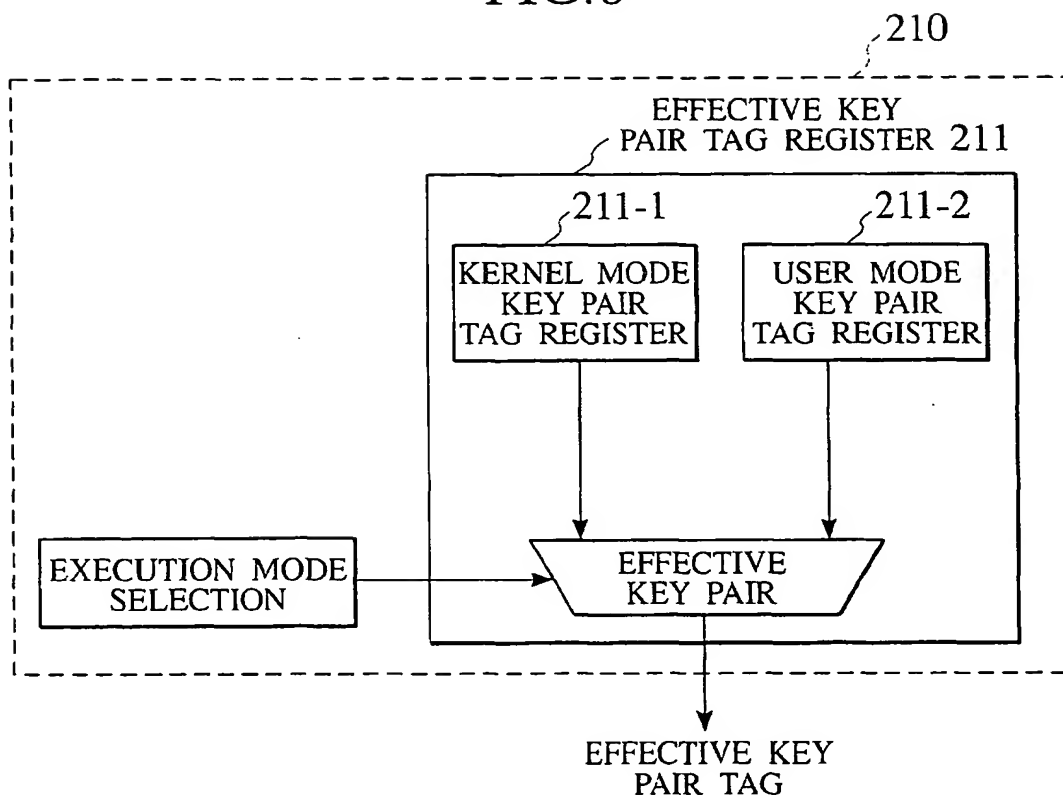 210
EFFECTIVE KEY
PAIR TAG REGISTER 211
211-1
211-2
KERNEL MODE
KEY PAIR
TAG REGISTER
USER MODE
KEY PAIR
TAG REGISTER
EXECUTION MODE
SELECTION
EFFECTIVE
KEY PAIR
EFFECTIVE KEY
PAIR TAG